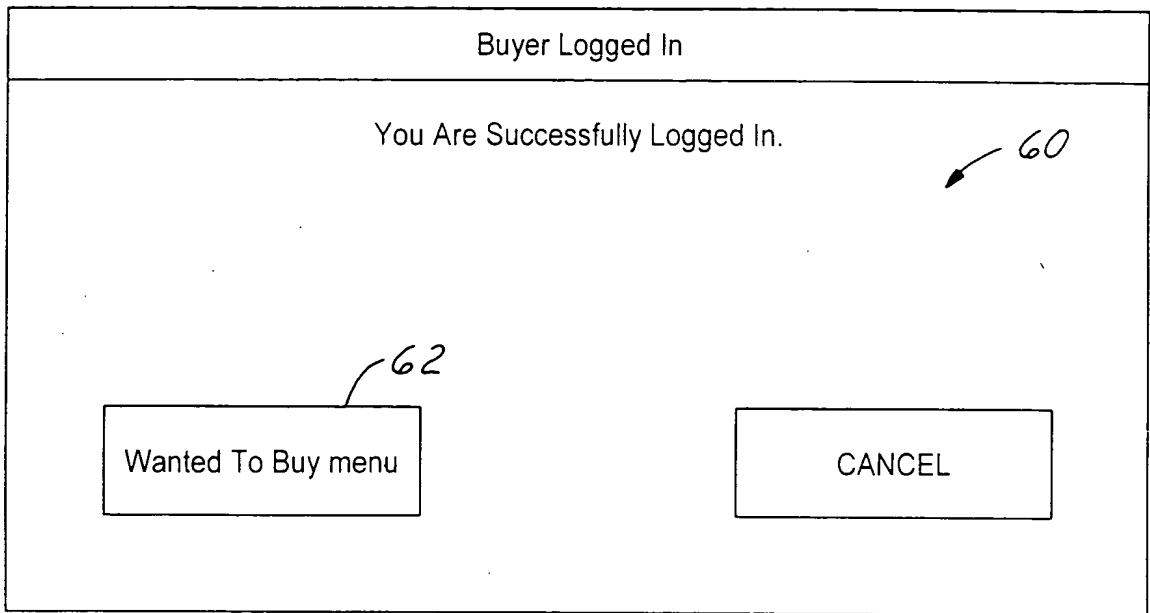 Buyer Logged In
You Are Successfully Logged In.
60
62
Wanted To Buy menu
CANCEL